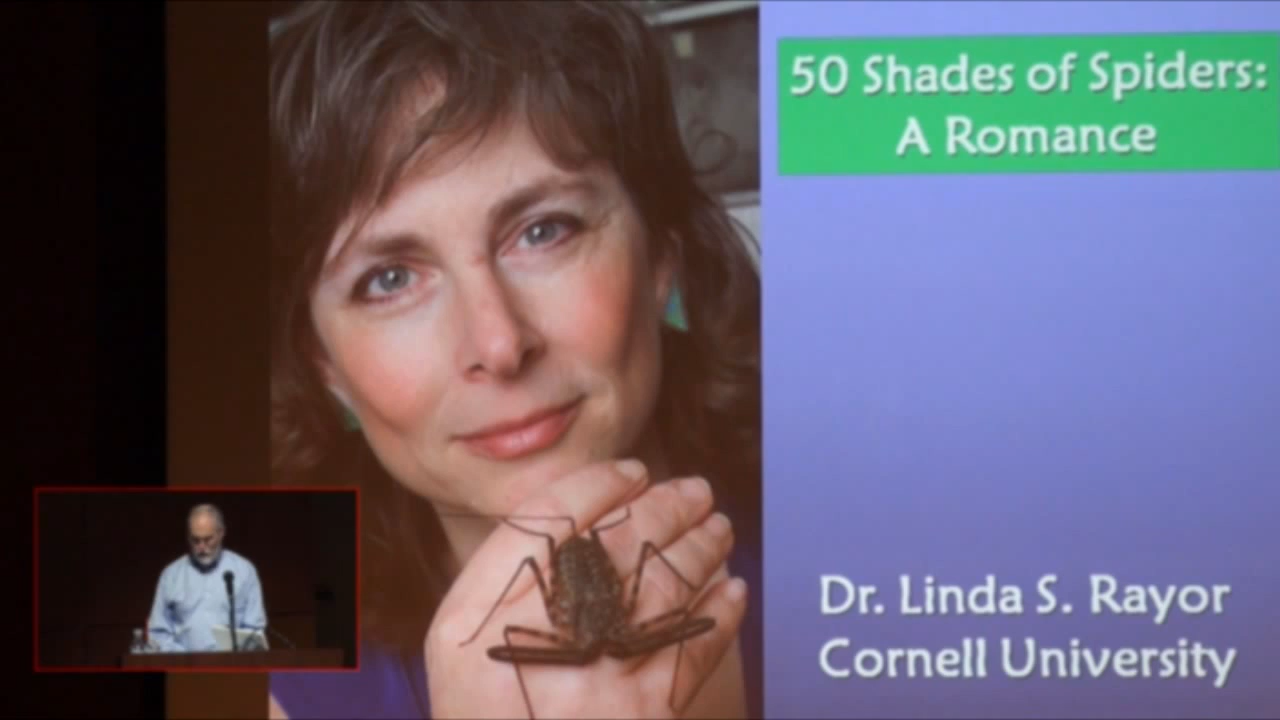 50 Shades of Spiders:
A Romance
Dr. Linda S. Rayor
Cornell University